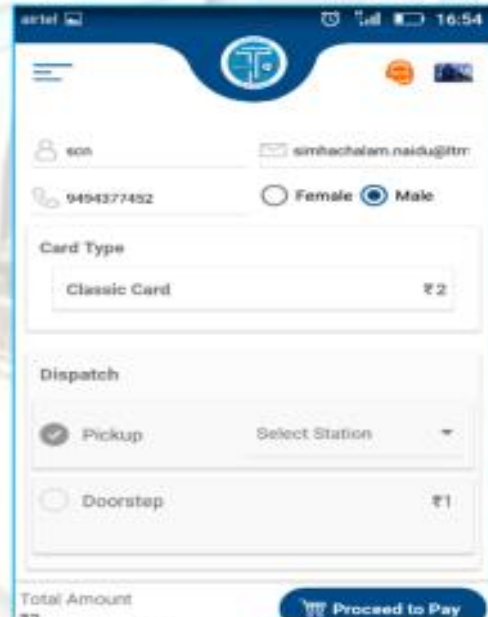 airtel 16:54
scn simhachalam.naidu@ltm
9494377452 Female Male
Card Type
Classic Card ₹2
Dispatch
Pickup Select Station
Doorstep ₹1
Total Amount
Proceed to Pay